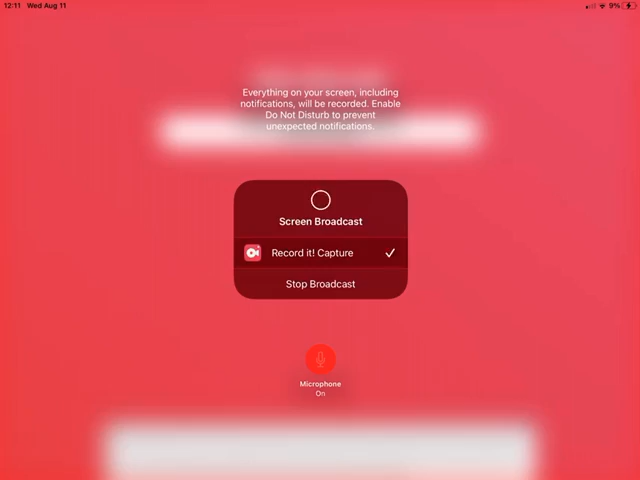 12:11 Wed Aug 11 9%
Everything on your screen, including
notifications, will be recorded. Enable
Do Not Disturb to prevent
unexpected notifications.
Screen Broadcast
Record it! Capture
Stop Broadcast
Microphone
On